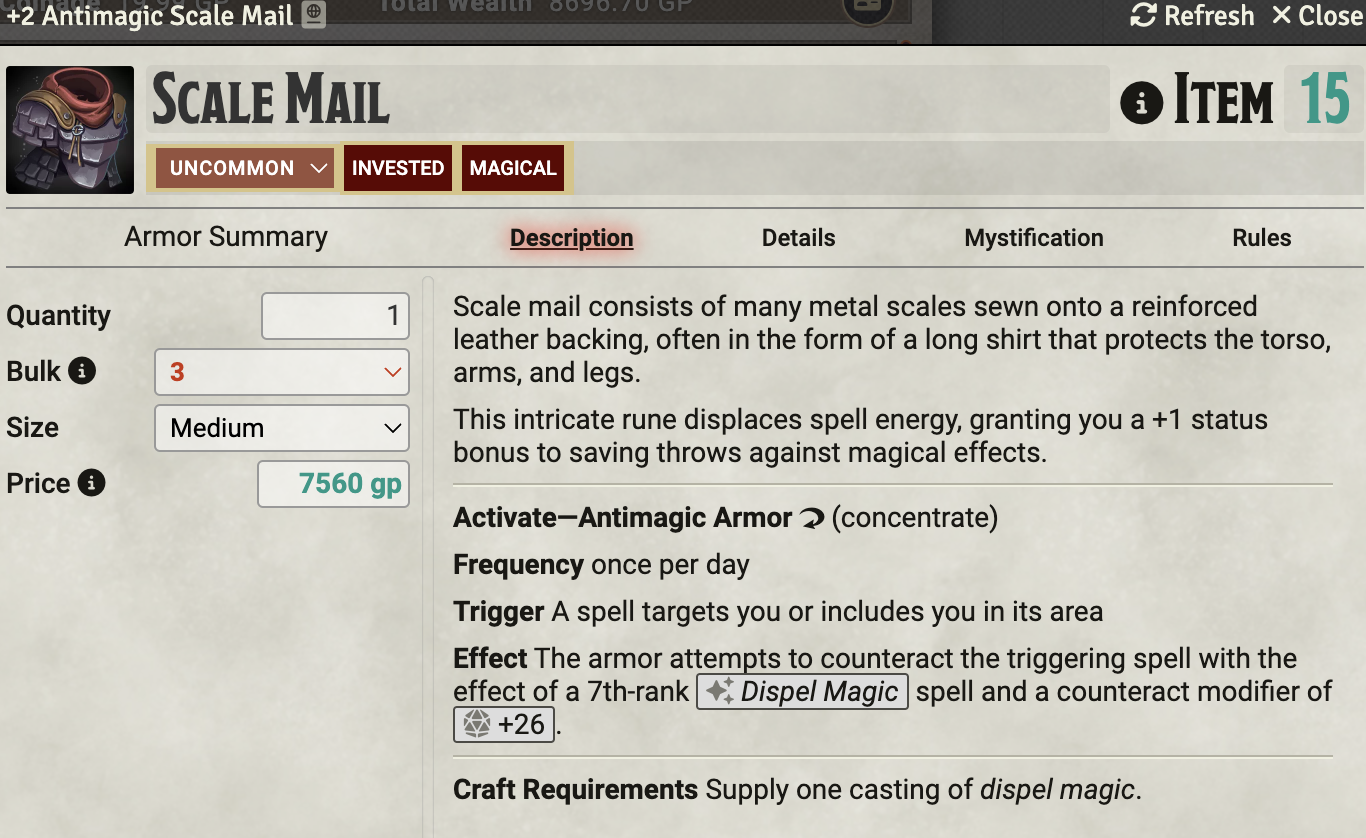 Total Wealth 8696.70 GP
+2 Antimagic Scale Mail Refresh × Close
SCALE MAIL ITEM 15
UNCOMMON INVESTED MAGICAL
Armor Summary Description Details Mystification Rules
Quantity 1
Bulk 3
Size Medium
Price 7560 gp
Scale mail consists of many metal scales sewn onto a reinforced
leather backing, often in the form of a long shirt that protects the torso,
arms, and legs.
This intricate rune displaces spell energy, granting you a +1 status
bonus to saving throws against magical effects.
Activate—Antimagic Armor (concentrate)
Frequency once per day
Trigger A spell targets you or includes you in its area
Effect The armor attempts to counteract the triggering spell with the
effect of a 7th-rank Dispel Magic spell and a counteract modifier of
+26.
Craft Requirements Supply one casting of dispel magic.